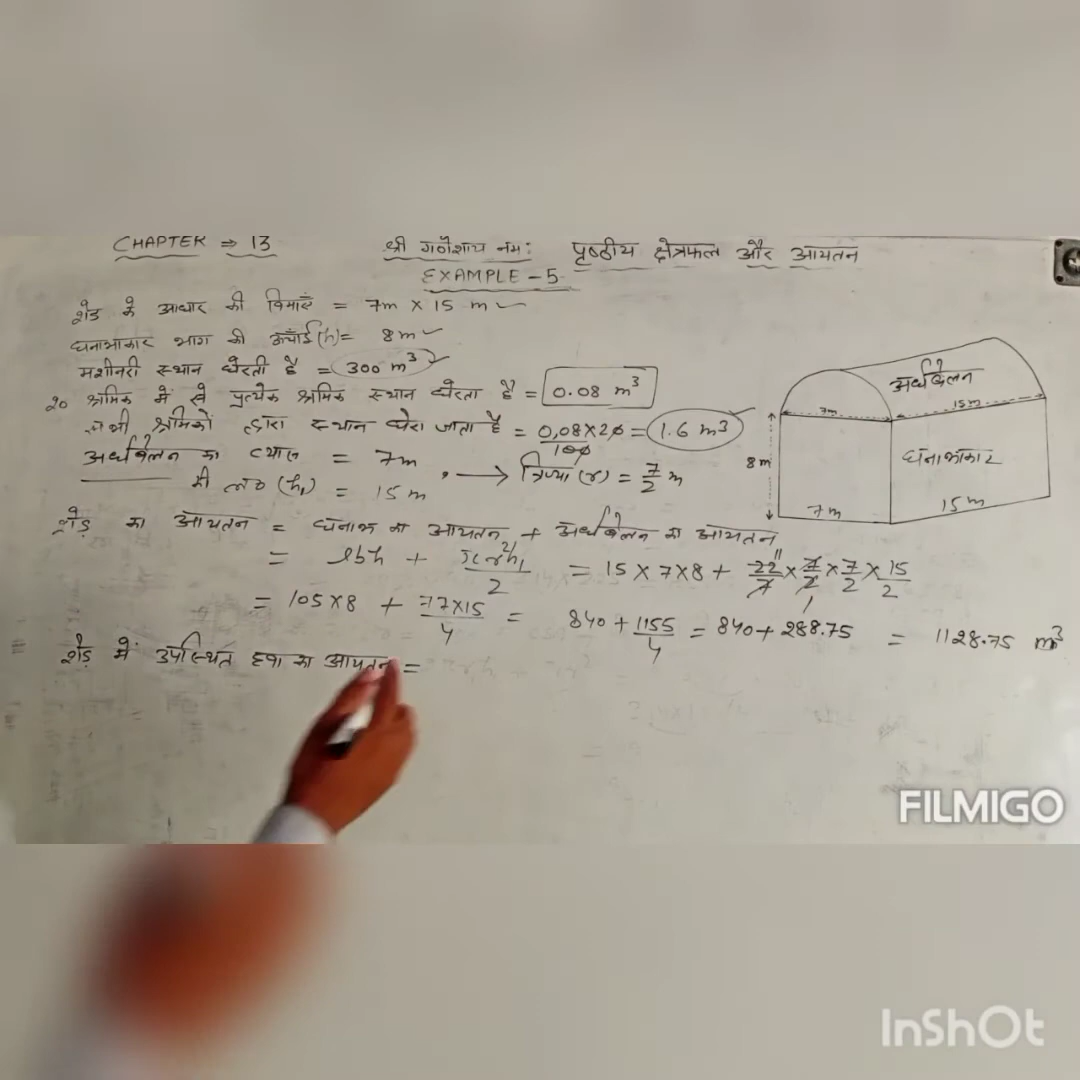 CHAPTER ⇒ 13 श्री गणेशाय नमः पृष्ठीय क्षेत्रफल और आयतन
EXAMPLE - 5
शेड के आधार की विमाएँ = 7m × 15 m
घनाभाकार भाग की ऊँचाई (h) = 8m
मशीनरी स्थान घेरती है = 300 m³
20 श्रमिक में से प्रत्येक श्रमिक स्थान घेरता है = 0.08 m³
सभी श्रमिकों द्वारा स्थान घेरा जाता है = 0.08×20/100 = 1.6 m³
अर्धबेलन का व्यास = 7m, → त्रिज्या (r) = 7/2 m
की लंo (h₁) = 15 m
शेड़ का आयतन = घनाभ का आयतन + अर्धबेलन का आयतन
= lbh + πr²h₁/2 = 15 × 7 × 8 + 22/7 × 7/2 × 7/2 × 15/2
11
1
= 105×8 + 77×15/4 = 840 + 1155/4 = 840 + 288.75 = 1128.75 m³
शेड़ में उपस्थित हवा का आयतन =
अर्धबेलन
7m
15m
8m
घनाभाकार
7m
15m
FILMIGO
InShOt